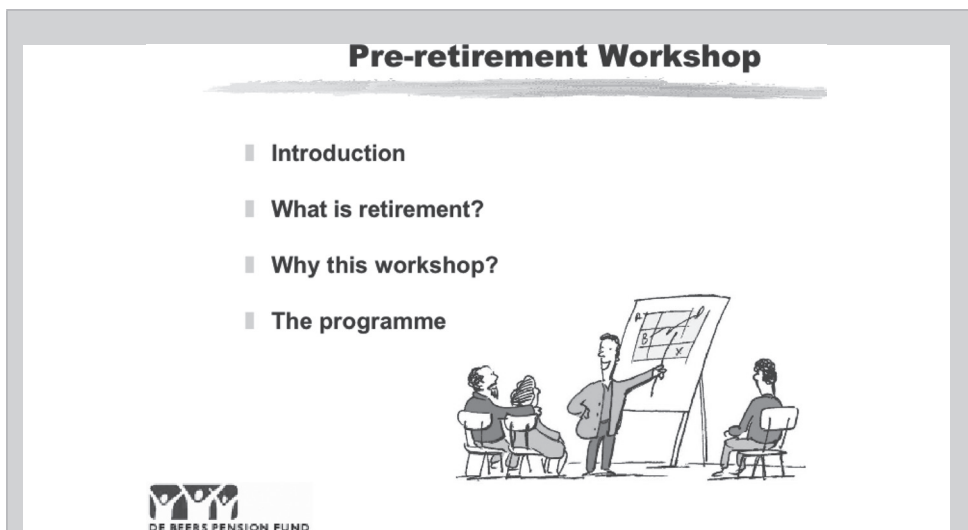 Pre-retirement Workshop
Introduction
What is retirement?
Why this workshop?
The programme
B
X
DE BEERS PENSION FUND